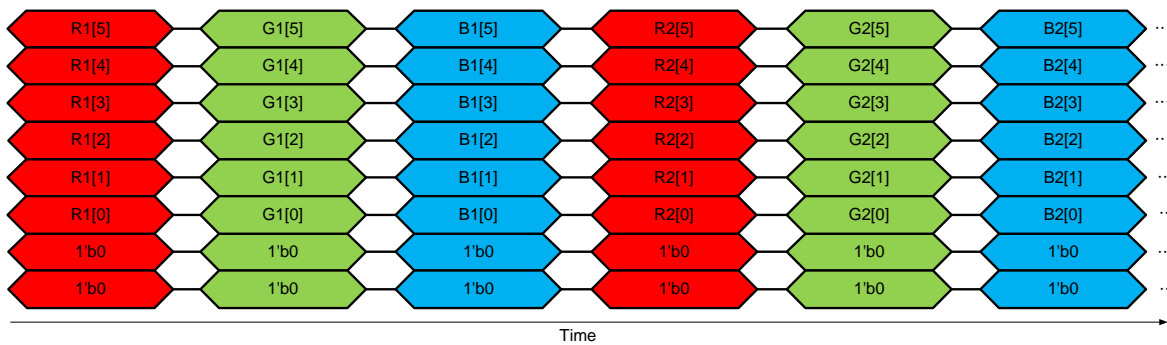 R1[5] G1[5] B1[5] R2[5] G2[5] B2[5] ...
R1[4] G1[4] B1[4] R2[4] G2[4] B2[4] ...
R1[3] G1[3] B1[3] R2[3] G2[3] B2[3] ...
R1[2] G1[2] B1[2] R2[2] G2[2] B2[2] ...
R1[1] G1[1] B1[1] R2[1] G2[1] B2[1] ...
R1[0] G1[0] B1[0] R2[0] G2[0] B2[0] ...
1'b0 1'b0 1'b0 1'b0 1'b0 1'b0 ...
1'b0 1'b0 1'b0 1'b0 1'b0 1'b0 ...
Time